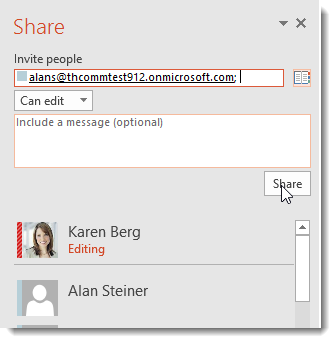 Share
Invite people
alans@thcommtest912.onmicrosoft.com;
Can edit
Include a message (optional)
Share
Karen Berg
Editing
Alan Steiner